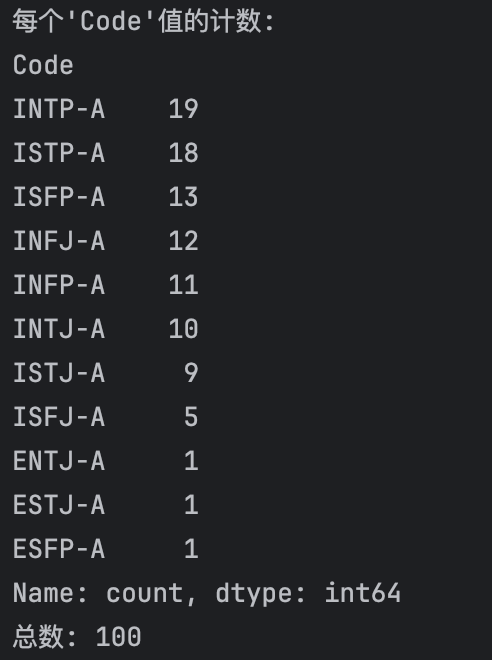 每个'Code'值的计数:
Code
INTP-A    19
ISTP-A    18
ISFP-A    13
INFJ-A    12
INFP-A    11
INTJ-A    10
ISTJ-A     9
ISFJ-A     5
ENTJ-A     1
ESTJ-A     1
ESFP-A     1
Name: count, dtype: int64
总数: 100